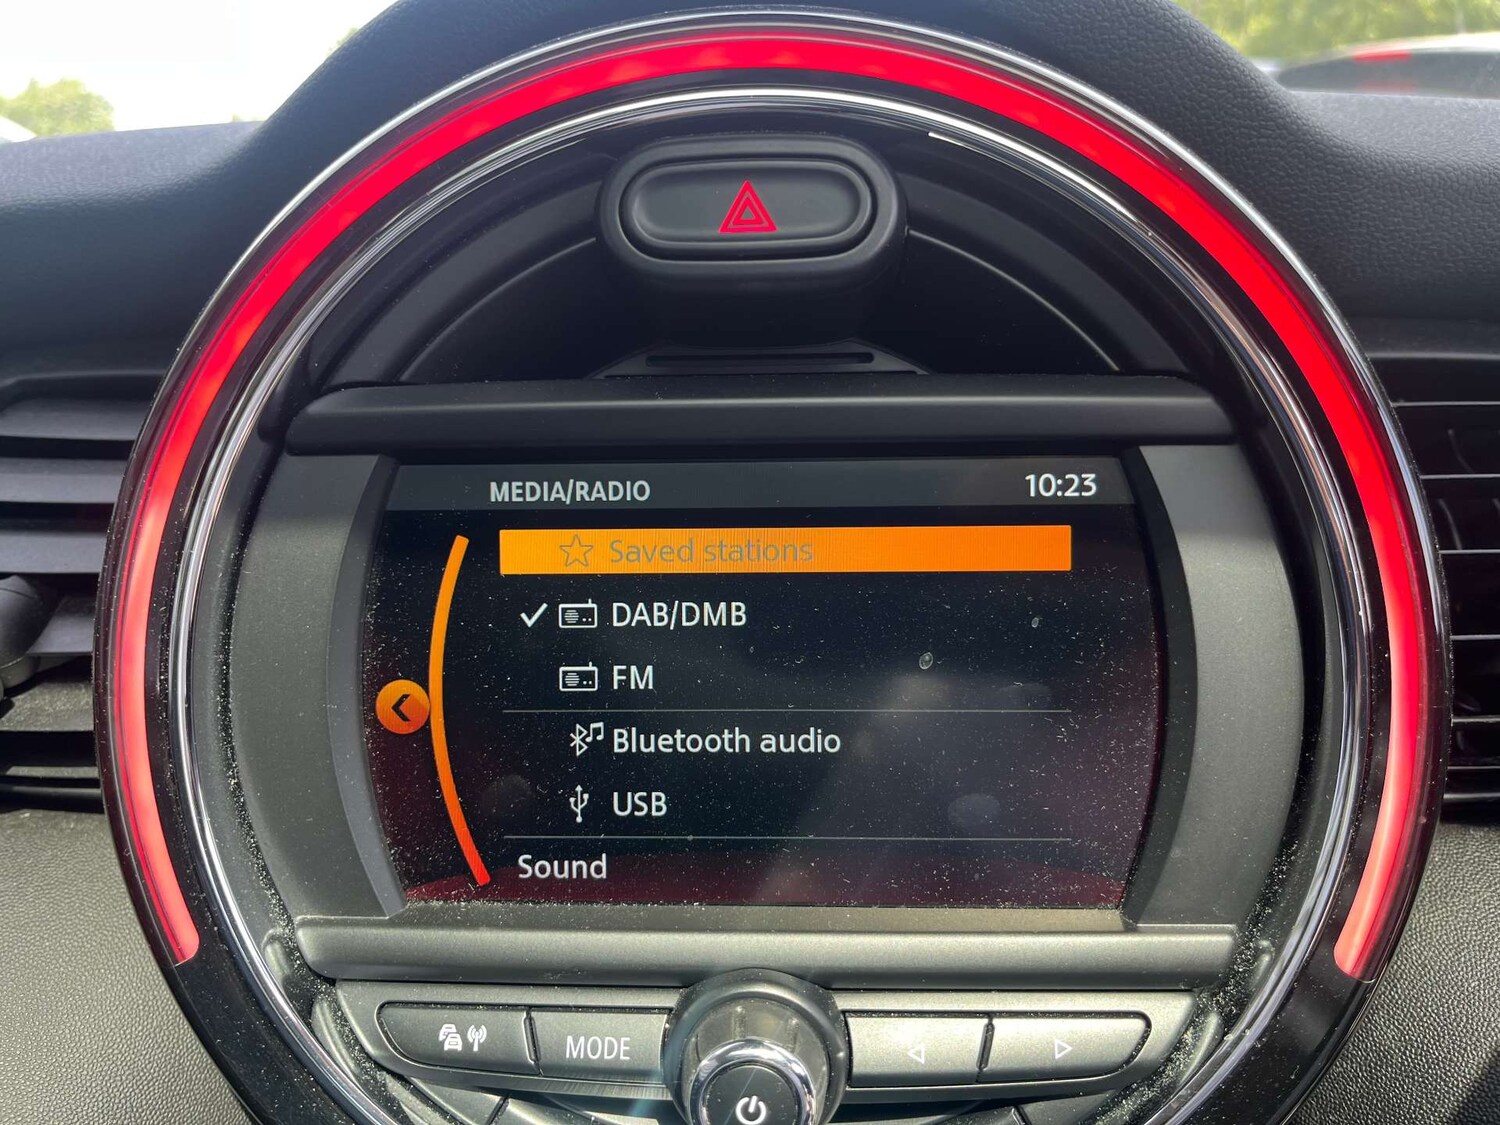 MEDIA/RADIO 10:23
Saved stations
DAB/DMB
FM
Bluetooth audio
USB
Sound
MODE